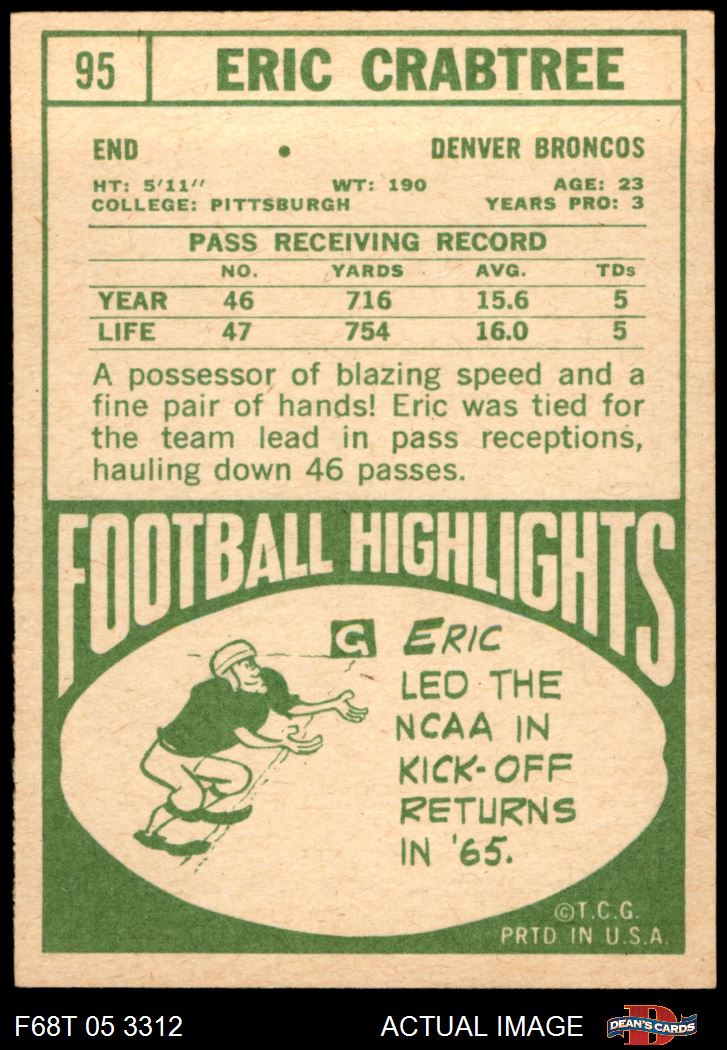 95 ERIC CRABTREE
END • DENVER BRONCOS
HT: 5'11" WT: 190 AGE: 23
COLLEGE: PITTSBURGH YEARS PRO: 3
PASS RECEIVING RECORD
NO. YARDS AVG. TDs
YEAR 46 716 15.6 5
LIFE 47 754 16.0 5
A possessor of blazing speed and a
fine pair of hands! Eric was tied for
the team lead in pass receptions,
hauling down 46 passes.
FOOTBALL HIGHLIGHTS
G ERIC
LED THE
NCAA IN
KICK-OFF
RETURNS
IN '65.
©T.C.G.
PRTD. IN U.S.A.
F68T 05 3312 ACTUAL IMAGE D DEAN'S CARDS